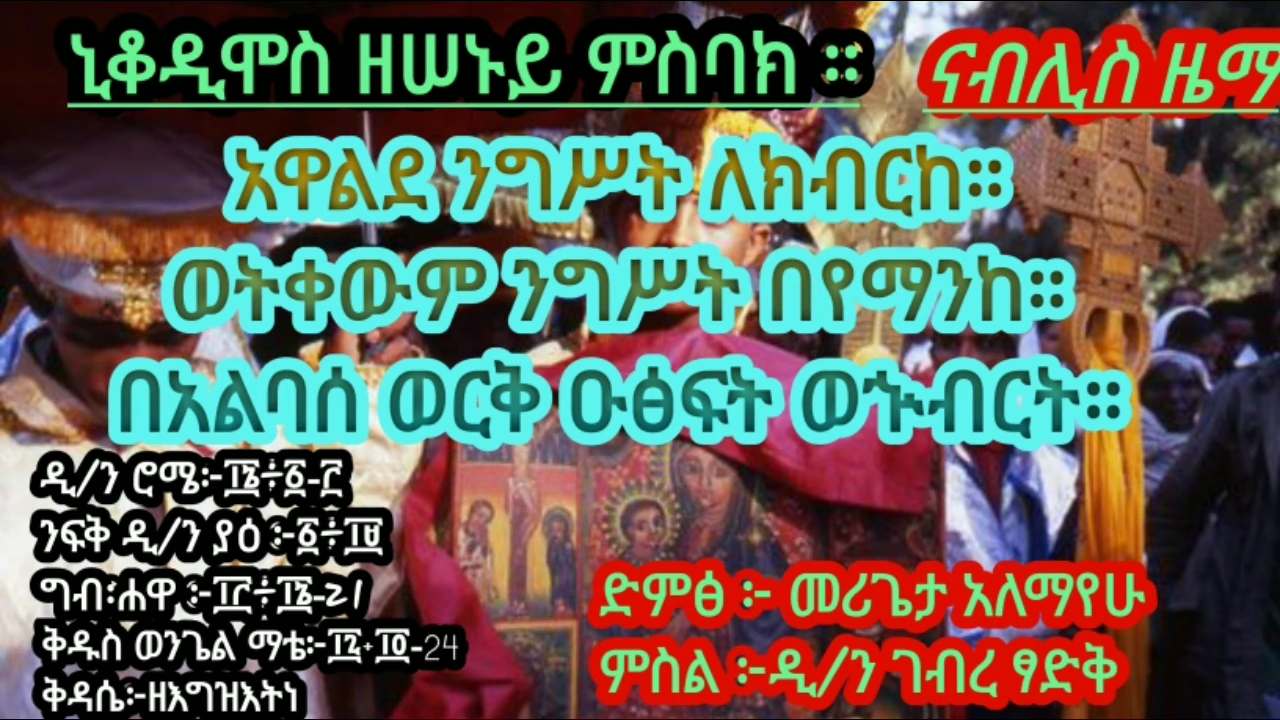 ኒቆዲሞስ ዘሠኑይ ምስባክ ።
ናብሊስ ዜማ
አዋልደ ንግሥት ለክብርከ።
ወትቀውም ንግሥት በየማንከ።
በአልባሰ ወርቅ ዑፅፍት ወኁብርት።
ዲ/ን ሮሜ፦፲፮÷፩-፫
ንፍቅ ዲ/ን ያዕ ፦፩÷፲፱
ግብ፡ሐዋ ፦፲፫÷፲፮-21
ቅዱስ ወንጌል ማቴ፦፲፯÷፲፬-24
ቅዳሴ፦ዘእግዝእትነ
ድምፅ ፦ መሪጌታ አለማየሁ
ምስል ፦ዲ/ን ገብረ ፃድቅ